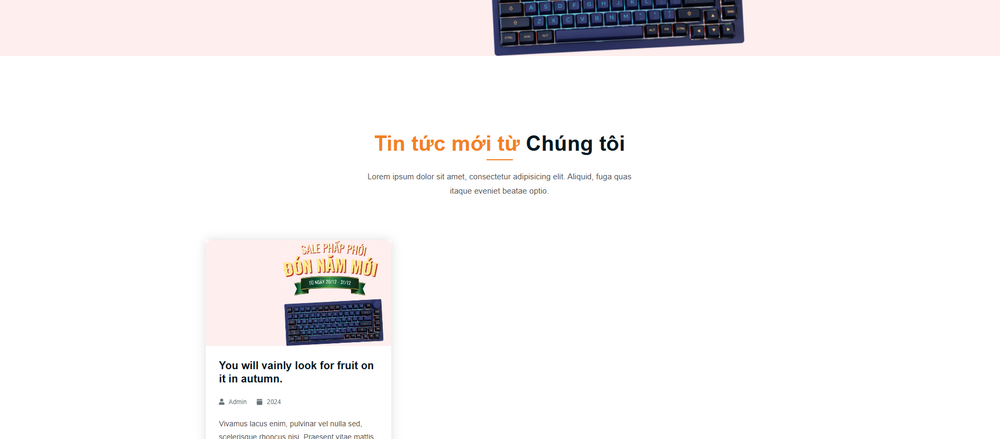 A S D F G H J K L
END
Z X C V B N M < > ?
CTRL WIN ALT ALT FN CTRL
Tin tức mới từ Chúng tôi
Lorem ipsum dolor sit amet, consectetur adipisicing elit. Aliquid, fuga quas
itaque eveniet beatae optio.
SALE PHẤP PHỚI
ĐÓN NĂM MỚI
TỪ NGÀY 20/12 - 31/12
You will vainly look for fruit on
it in autumn.
Admin 2024
Vivamus lacus enim, pulvinar vel nulla sed,
scelerisque rhoncus nisi. Praesent vitae mattis